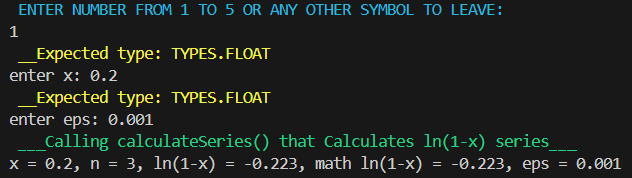 ENTER NUMBER FROM 1 TO 5 OR ANY OTHER SYMBOL TO LEAVE:
1
__Expected type: TYPES.FLOAT
enter x: 0.2
__Expected type: TYPES.FLOAT
enter eps: 0.001
___Calling calculateSeries() that Calculates ln(1-x) series___
x = 0.2, n = 3, ln(1-x) = -0.223, math ln(1-x) = -0.223, eps = 0.001